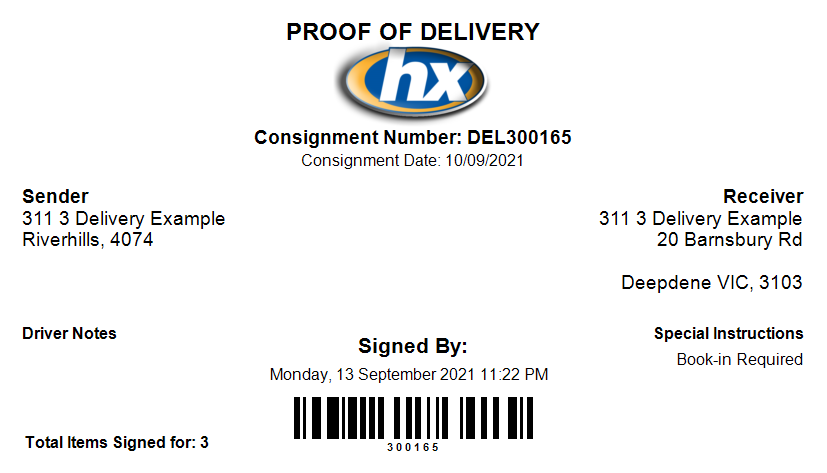 PROOF OF DELIVERY
hx
Consignment Number: DEL300165
Consignment Date: 10/09/2021
Sender
311 3 Delivery Example
Riverhills, 4074
Receiver
311 3 Delivery Example
20 Barnsbury Rd
Deepdene VIC, 3103
Driver Notes
Signed By:
Monday, 13 September 2021 11:22 PM
Special Instructions
Book-in Required
Total Items Signed for: 3
300165